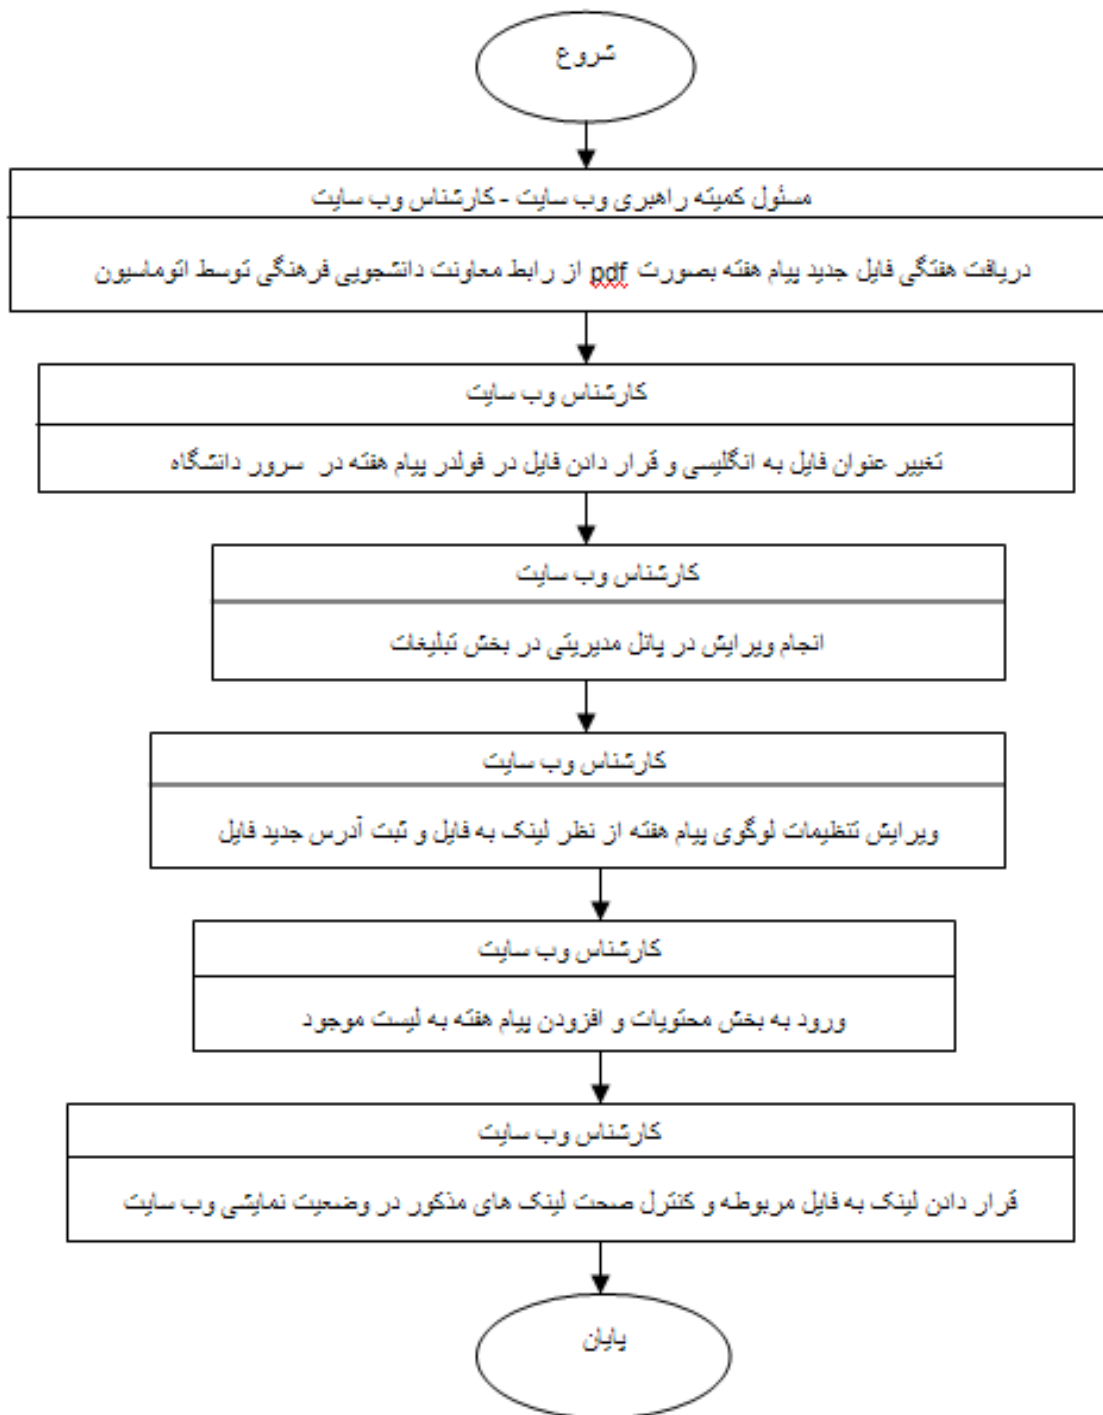 شروع
مسئول کمیته راهبری وب سایت - کارشناس وب سایت
دریافت هفتگی فایل جدید پیام هفته بصورت pdf از رابط معاونت دانشجویی فرهنگی توسط اتوماسیون
کارشناس وب سایت
تغییر عنوان فایل به انگلیسی و قرار دادن فایل در فولدر پیام هفته در سرور دانشگاه
کارشناس وب سایت
انجام ویرایش در پانل مدیریتی در بخش تبلیغات
کارشناس وب سایت
ویرایش تنظیمات لوگوی پیام هفته از نظر لینک به فایل و ثبت آدرس جدید فایل
کارشناس وب سایت
ورود به بخش محتویات و افزودن پیام هفته به لیست موجود
کارشناس وب سایت
قرار دادن لینک به فایل مربوطه و کنترل صحت لینک های مذکور در وضعیت نمایشی وب سایت
پایان